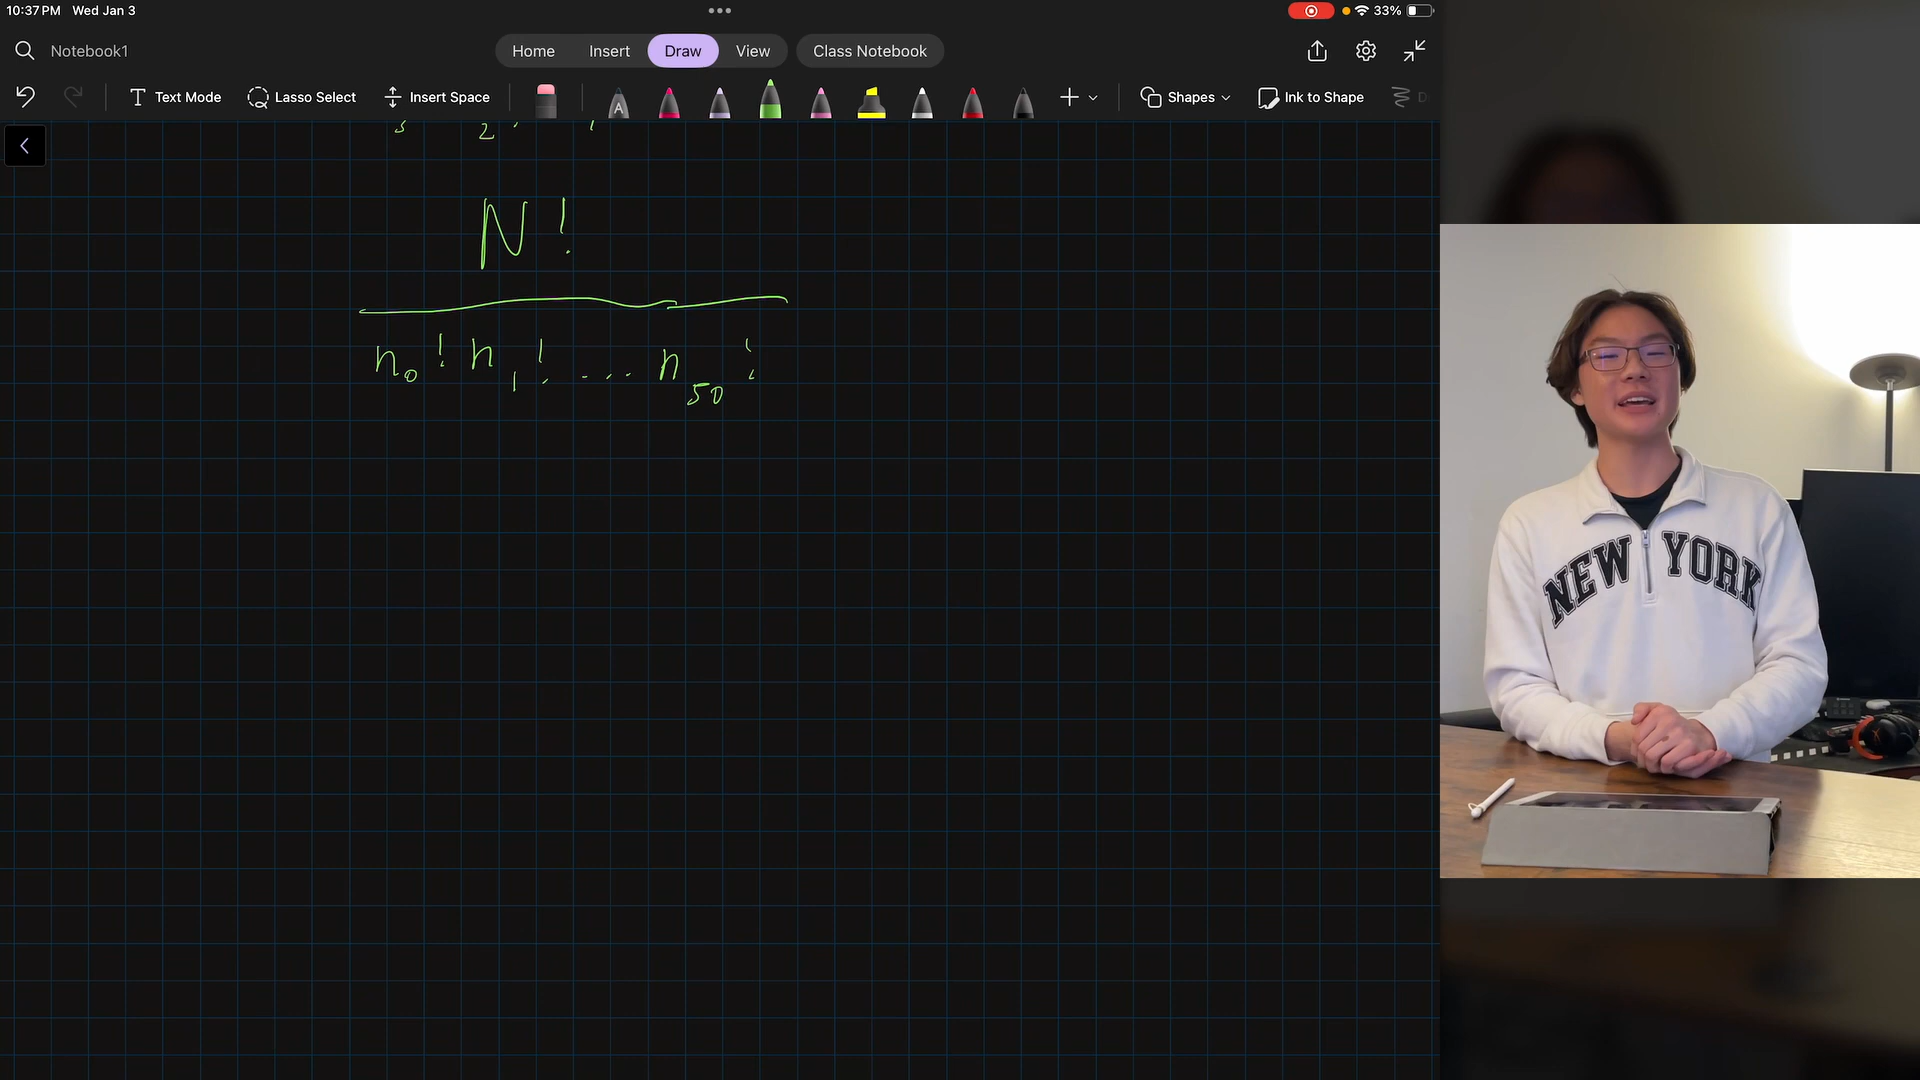 10:37 PM Wed Jan 3 33%
Notebook1 Home Insert Draw View Class Notebook
Text Mode Lasso Select Insert Space A Shapes Ink to Shape
N!
n₀! n₁! .... n₅₀!
NEW YORK